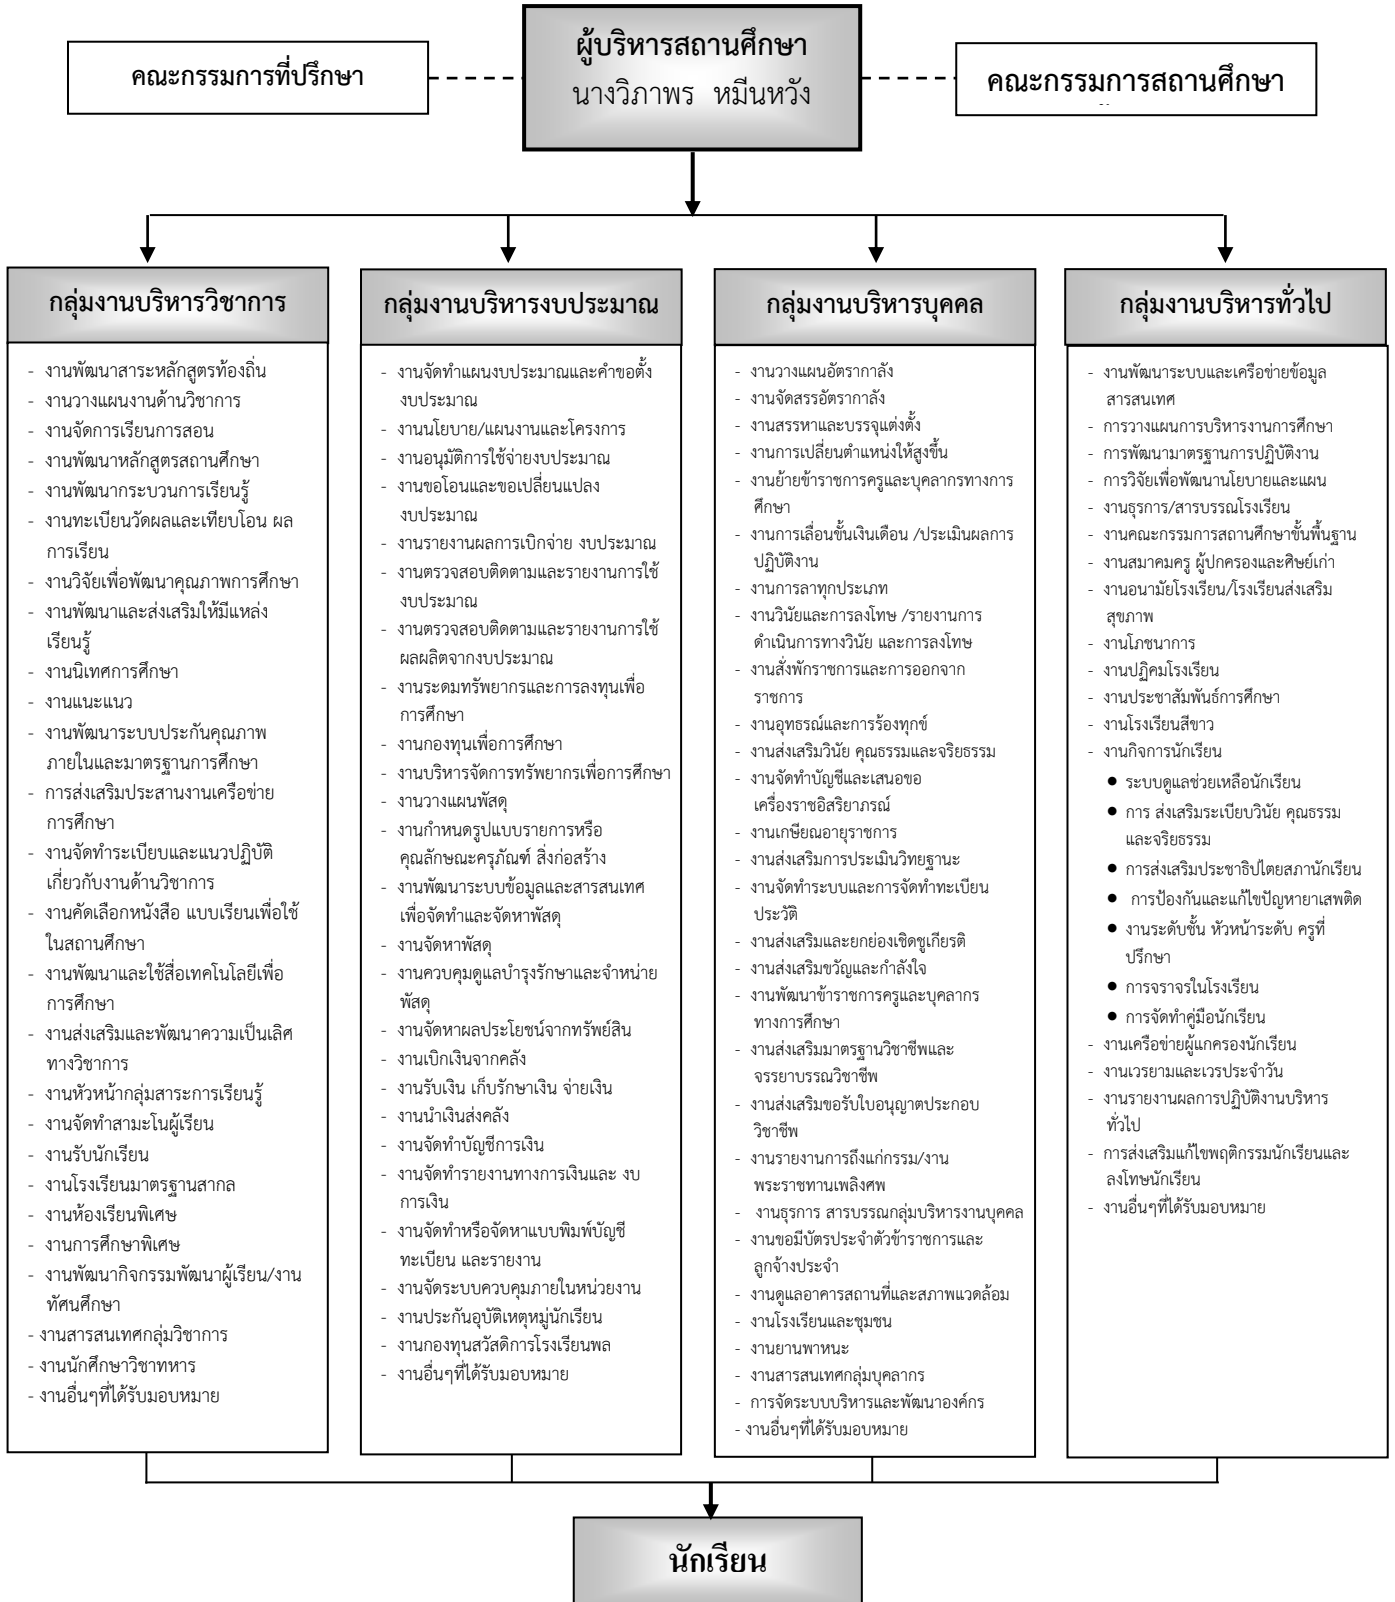 ผู้บริหารสถานศึกษา
นางวิภาพร หมีนหวัง
คณะกรรมการที่ปรึกษา
คณะกรรมการสถานศึกษา
กลุ่มงานบริหารวิชาการ
- งานพัฒนาสาระหลักสูตรท้องถิ่น
- งานวางแผนงานด้านวิชาการ
- งานจัดการเรียนการสอน
- งานพัฒนาหลักสูตรสถานศึกษา
- งานพัฒนากระบวนการเรียนรู้
- งานทะเบียนวัดผลและเทียบโอน ผล
การเรียน
- งานวิจัยเพื่อพัฒนาคุณภาพการศึกษา
- งานพัฒนาและส่งเสริมให้มีแหล่ง
เรียนรู้
- งานนิเทศการศึกษา
- งานแนะแนว
- งานพัฒนาระบบประกันคุณภาพ
ภายในและมาตรฐานการศึกษา
- การส่งเสริมประสานงานเครือข่าย
การศึกษา
- งานจัดทำระเบียบและแนวปฏิบัติ
เกี่ยวกับงานด้านวิชาการ
- งานคัดเลือกหนังสือ แบบเรียนเพื่อใช้
ในสถานศึกษา
- งานพัฒนาและใช้สื่อเทคโนโลยีเพื่อ
การศึกษา
- งานส่งเสริมและพัฒนาความเป็นเลิศ
ทางวิชาการ
- งานหัวหน้ากลุ่มสาระการเรียนรู้
- งานจัดทำสามะโนผู้เรียน
- งานรับนักเรียน
- งานโรงเรียนมาตรฐานสากล
- งานห้องเรียนพิเศษ
- งานการศึกษาพิเศษ
- งานพัฒนากิจกรรมพัฒนาผู้เรียน/งาน
ทัศนศึกษา
- งานสารสนเทศกลุ่มวิชาการ
- งานนักศึกษาวิชาทหาร
- งานอื่นๆที่ได้รับมอบหมาย
กลุ่มงานบริหารงบประมาณ
- งานจัดทำแผนงบประมาณและคำขอตั้ง
งบประมาณ
- งานนโยบาย/แผนงานและโครงการ
- งานอนุมัติการใช้จ่ายงบประมาณ
- งานขอโอนและขอเปลี่ยนแปลง
งบประมาณ
- งานรายงานผลการเบิกจ่าย งบประมาณ
- งานตรวจสอบติดตามและรายงานการใช้
งบประมาณ
- งานตรวจสอบติดตามและรายงานการใช้
ผลผลิตจากงบประมาณ
- งานระดมทรัพยากรและการลงทุนเพื่อ
การศึกษา
- งานกองทุนเพื่อการศึกษา
- งานบริหารจัดการทรัพยากรเพื่อการศึกษา
- งานวางแผนพัสดุ
- งานกำหนดรูปแบบรายการหรือ
คุณลักษณะครุภัณฑ์ สิ่งก่อสร้าง
- งานพัฒนาระบบข้อมูลและสารสนเทศ
เพื่อจัดทำและจัดหาพัสดุ
- งานจัดหาพัสดุ
- งานควบคุมดูแลบำรุงรักษาและจำหน่าย
พัสดุ
- งานจัดหาผลประโยชน์จากทรัพย์สิน
- งานเบิกเงินจากคลัง
- งานรับเงิน เก็บรักษาเงิน จ่ายเงิน
- งานนำเงินส่งคลัง
- งานจัดทำบัญชีการเงิน
- งานจัดทำรายงานทางการเงินและ งบ
การเงิน
- งานจัดทำหรือจัดหาแบบพิมพ์บัญชี
ทะเบียน และรายงาน
- งานจัดระบบควบคุมภายในหน่วยงาน
- งานประกันอุบัติเหตุหมู่นักเรียน
- งานกองทุนสวัสดิการโรงเรียนพล
- งานอื่นๆที่ได้รับมอบหมาย
กลุ่มงานบริหารบุคคล
- งานวางแผนอัตรากาลัง
- งานจัดสรรอัตรากาลัง
- งานสรรหาและบรรจุแต่งตั้ง
- งานการเปลี่ยนตำแหน่งให้สูงขึ้น
- งานย้ายข้าราชการครูและบุคลากรทางการ
ศึกษา
- งานการเลื่อนขั้นเงินเดือน /ประเมินผลการ
ปฏิบัติงาน
- งานการลาทุกประเภท
- งานวินัยและการลงโทษ /รายงานการ
ดำเนินการทางวินัย และการลงโทษ
- งานสั่งพักราชการและการออกจาก
ราชการ
- งานอุทธรณ์และการร้องทุกข์
- งานส่งเสริมวินัย คุณธรรมและจริยธรรม
- งานจัดทำบัญชีและเสนอขอ
เครื่องราชอิสริยาภรณ์
- งานเกษียณอายุราชการ
- งานส่งเสริมการประเมินวิทยฐานะ
- งานจัดทำระบบและการจัดทำทะเบียน
ประวัติ
- งานส่งเสริมและยกย่องเชิดชูเกียรติ
- งานส่งเสริมขวัญและกำลังใจ
- งานพัฒนาข้าราชการครูและบุคลากร
ทางการศึกษา
- งานส่งเสริมมาตรฐานวิชาชีพและ
จรรยาบรรณวิชาชีพ
- งานส่งเสริมขอรับใบอนุญาตประกอบ
วิชาชีพ
- งานรายงานการถึงแก่กรรม/งาน
พระราชทานเพลิงศพ
- งานธุรการ สารบรรณกลุ่มบริหารงานบุคคล
- งานขอมีบัตรประจำตัวข้าราชการและ
ลูกจ้างประจำ
- งานดูแลอาคารสถานที่และสภาพแวดล้อม
- งานโรงเรียนและชุมชน
- งานยานพาหนะ
- งานสารสนเทศกลุ่มบุคลากร
- การจัดระบบบริหารและพัฒนาองค์กร
- งานอื่นๆที่ได้รับมอบหมาย
กลุ่มงานบริหารทั่วไป
- งานพัฒนาระบบและเครือข่ายข้อมูล
สารสนเทศ
- การวางแผนการบริหารงานการศึกษา
- การพัฒนามาตรฐานการปฏิบัติงาน
- การวิจัยเพื่อพัฒนานโยบายและแผน
- งานธุรการ/สารบรรณโรงเรียน
- งานคณะกรรมการสถานศึกษาขั้นพื้นฐาน
- งานสมาคมครู ผู้ปกครองและศิษย์เก่า
- งานอนามัยโรงเรียน/โรงเรียนส่งเสริม
สุขภาพ
- งานโภชนาการ
- งานปฏิคมโรงเรียน
- งานประชาสัมพันธ์การศึกษา
- งานโรงเรียนสีขาว
- งานกิจการนักเรียน
● ระบบดูแลช่วยเหลือนักเรียน
● การ ส่งเสริมระเบียบวินัย คุณธรรม
และจริยธรรม
● การส่งเสริมประชาธิปไตยสภานักเรียน
● การป้องกันและแก้ไขปัญหายาเสพติด
● งานระดับชั้น หัวหน้าระดับ ครูที่
ปรึกษา
● การจราจรในโรงเรียน
● การจัดทำคู่มือนักเรียน
- งานเครือข่ายผู้แกครองนักเรียน
- งานเวรยามและเวรประจำวัน
- งานรายงานผลการปฏิบัติงานบริหาร
ทั่วไป
- การส่งเสริมแก้ไขพฤติกรรมนักเรียนและ
ลงโทษนักเรียน
- งานอื่นๆที่ได้รับมอบหมาย
นักเรียน